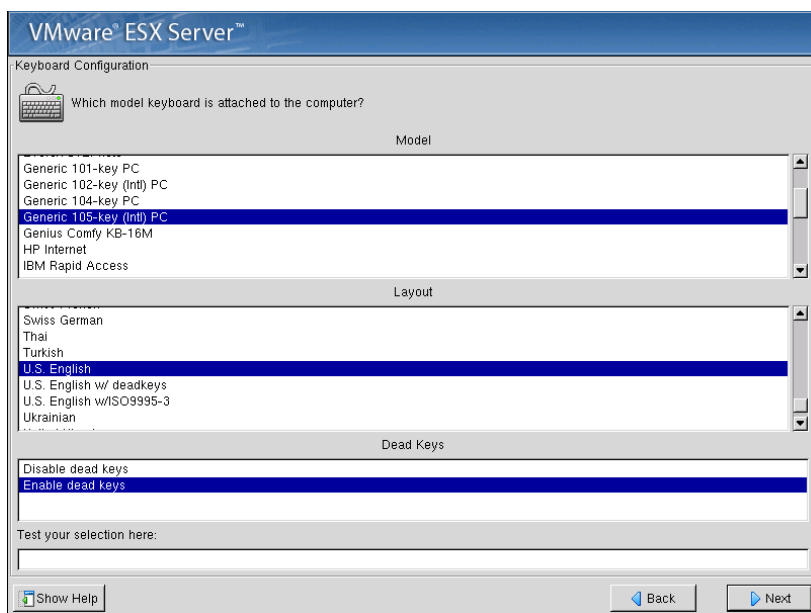 VMware® ESX Server™
Keyboard Configuration
Which model keyboard is attached to the computer?
Model
Generic 101-key PC
Generic 102-key (Intl) PC
Generic 104-key PC
Generic 105-key (Intl) PC
Genius Comfy KB-16M
HP Internet
IBM Rapid Access
Layout
Swiss German
Thai
Turkish
U.S. English
U.S. English w/ deadkeys
U.S. English w/ISO9995-3
Ukrainian
Dead Keys
Disable dead keys
Enable dead keys
Test your selection here:
Show Help
Back
Next